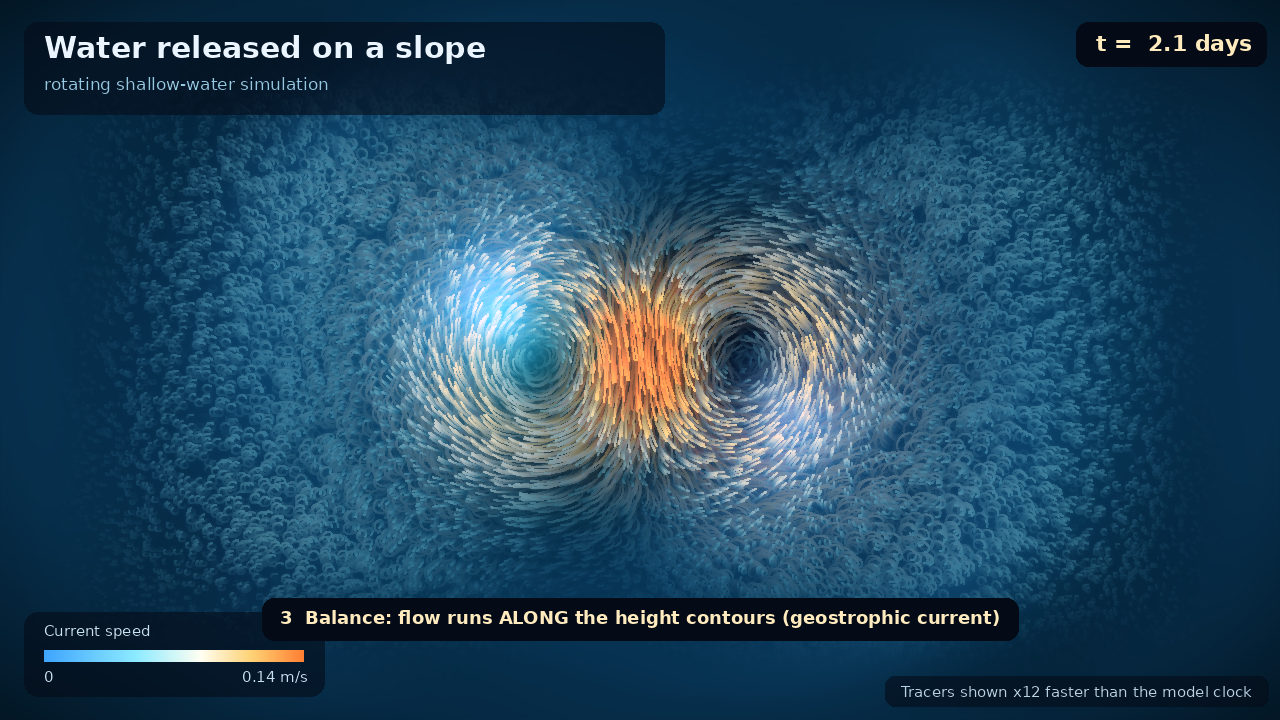 Water released on a slope
rotating shallow-water simulation
t =  2.1 days
3  Balance: flow runs ALONG the height contours (geostrophic current)
Current speed
0
0.14 m/s
Tracers shown x12 faster than the model clock